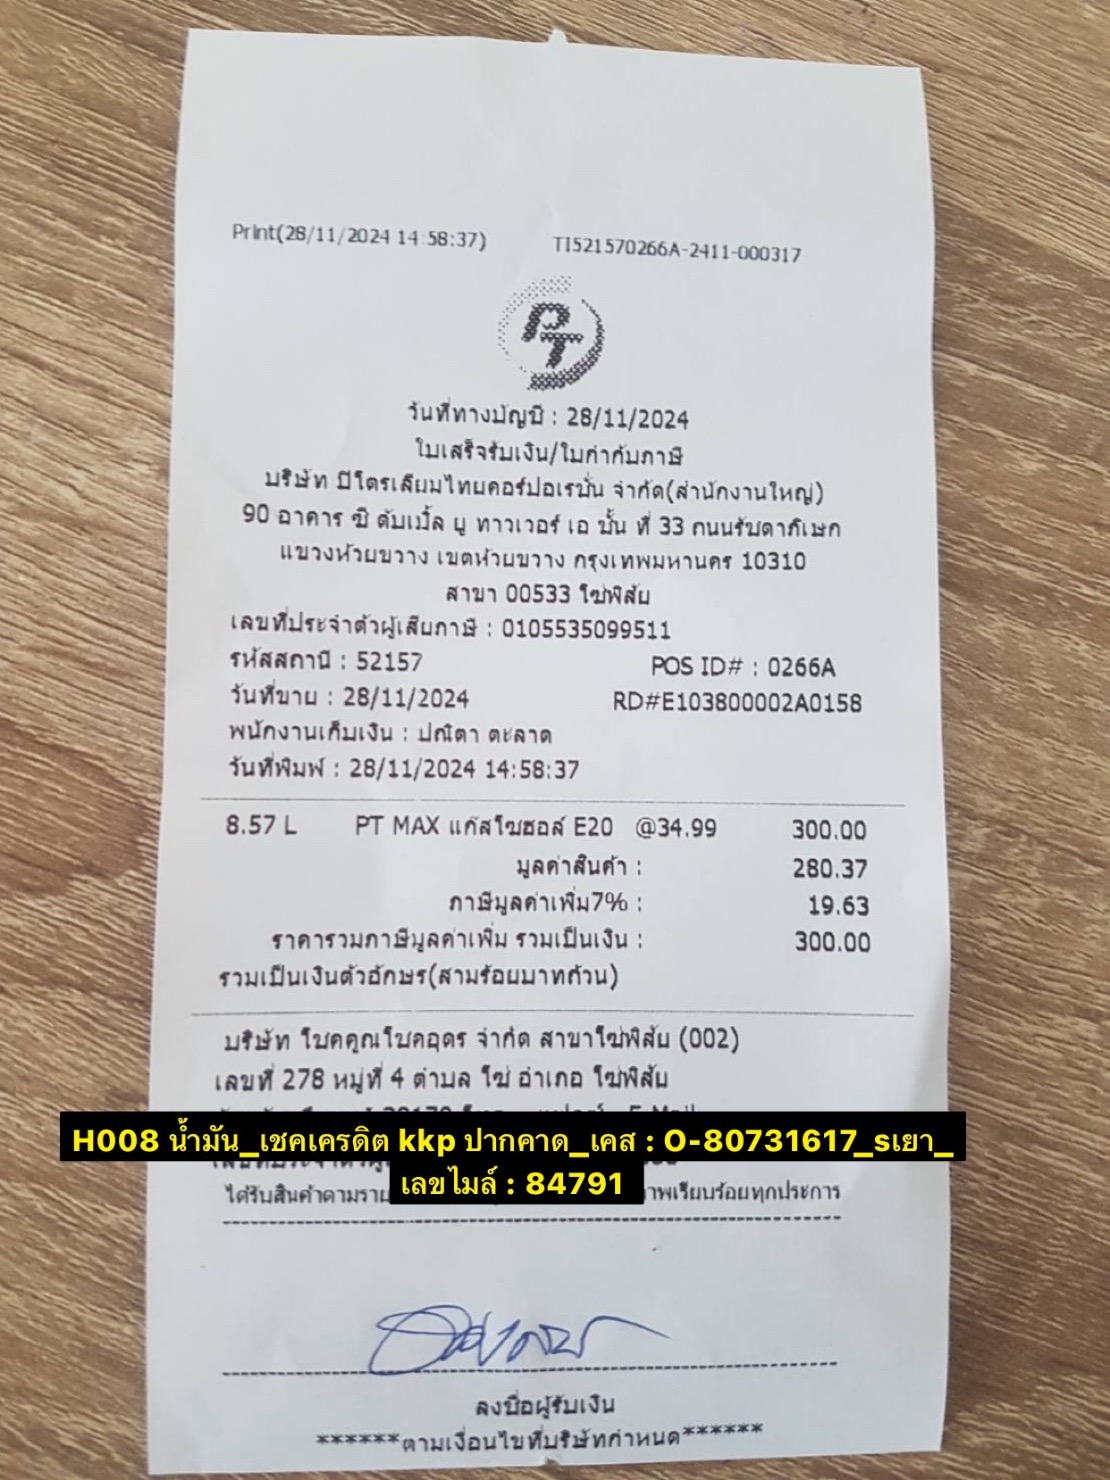 Print(28/11/2024 14:58:37) TI521570266A-2411-000317
PT
วันที่ทางบัญชี : 28/11/2024
ใบเสร็จรับเงิน/ใบกำกับภาษี
บริษัท ปิโตรเลียมไทยคอร์ปอเรชั่น จำกัด(สำนักงานใหญ่)
90 อาคาร ซี ดับเบิ้ล ยู ทาวเวอร์ เอ ชั้น ที่ 33 ถนนรัชดาภิเษก
แขวงห้วยขวาง เขตห้วยขวาง กรุงเทพมหานคร 10310
สาขา 00533 โซ่พิสัย
เลขที่ประจำตัวผู้เสียภาษี : 0105535099511
รหัสสถานี : 52157 POS ID# : 0266A
วันที่ขาย : 28/11/2024 RD#E103800002A0158
พนักงานเก็บเงิน : ปณิตา ตะลาด
วันที่พิมพ์ : 28/11/2024 14:58:37
8.57 L PT MAX แก๊สโซฮอล์ E20 @34.99 300.00
มูลค่าสินค้า : 280.37
ภาษีมูลค่าเพิ่ม7% : 19.63
ราคารวมภาษีมูลค่าเพิ่ม รวมเป็นเงิน : 300.00
รวมเป็นเงินตัวอักษร(สามร้อยบาทถ้วน)
บริษัท โชคคูณโชคอุดร จำกัด สาขาโซ่พิสัย (002)
เลขที่ 278 หมู่ที่ 4 ตำบล โซ่ อำเภอ โซ่พิสัย
H008 น้ำมัน_เชคเครดิต kkp ปากคาด_เคส : O-80731617_sเยา_
เลขไมล์ : 84791
ได้รับสินค้าตามราย ภาพเรียบร้อยทุกประการ
ลงชื่อผู้รับเงิน
******ตามเงื่อนไขที่บริษัทกำหนด******